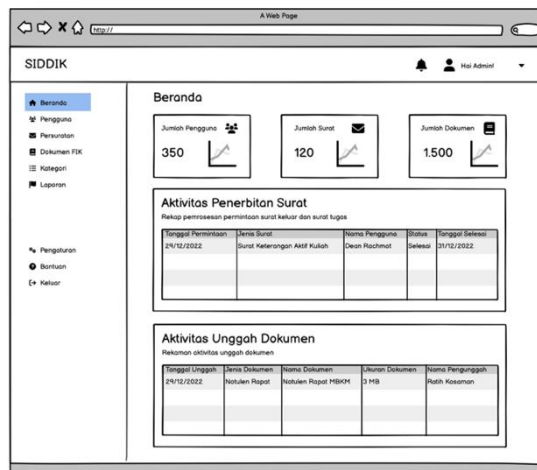 A Web Page
http://
SIDDIK
Hai Admin!
Beranda
Pengguna
Persuratan
Dokumen FIK
Kategori
Laporan
Pengaturan
Bantuan
Keluar
Beranda
Jumlah Pengguna
350
Jumlah Surat
120
Jumlah Dokumen
1.500
Aktivitas Penerbitan Surat
Rekap pemrosesan permintaan surat keluar dan surat tugas
Tanggal Permintaan Jenis Surat Nama Pengguna Status Tanggal Selesai
29/12/2022 Surat Keterangan Aktif Kuliah Dean Rachmat Selesai 31/12/2022
Aktivitas Unggah Dokumen
Rekaman aktivitas unggah dokumen
Tanggal Unggah Jenis Dokumen Nama Dokumen Ukuran Dokumen Nama Pengunggah
29/12/2022 Notulen Rapat Notulen Rapat MBKM 3 MB Ratih Kosaman